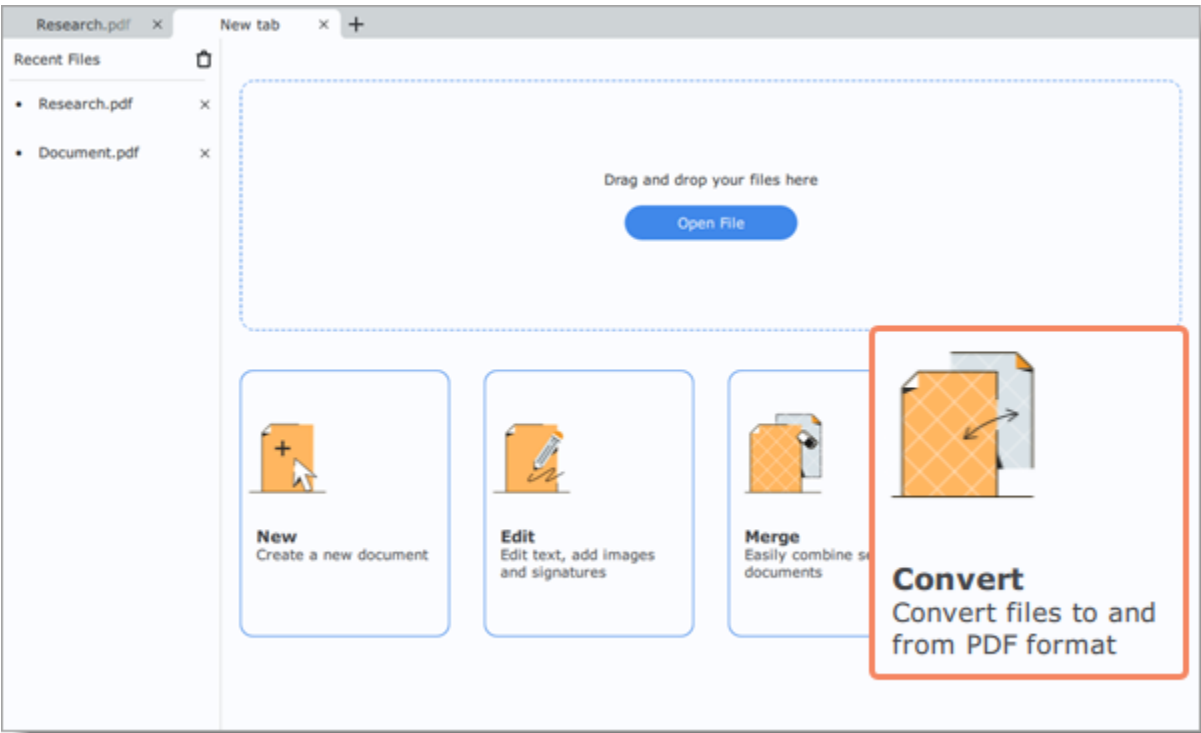 Research.pdf
New tab
Recent Files
Research.pdf
Document.pdf
Drag and drop your files here
Open File
New
Create a new document
Edit
Edit text, add images
and signatures
Merge
Easily combine
documents
Convert
Convert files to and
from PDF format